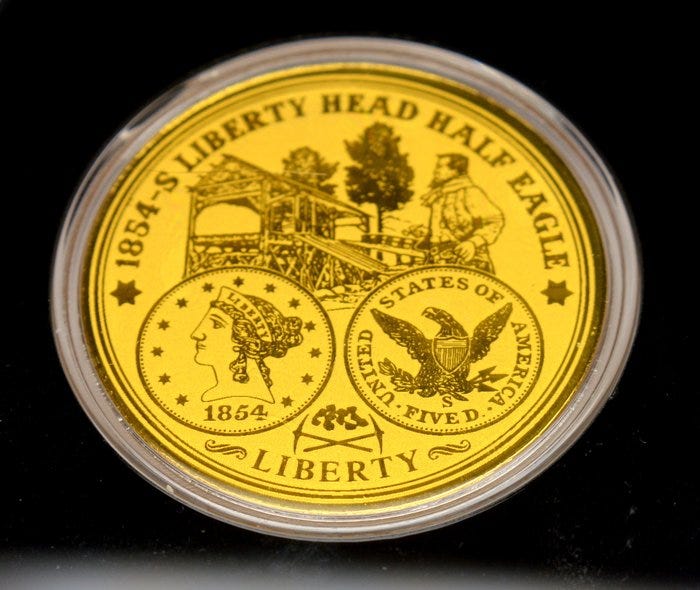 1854-S LIBERTY HEAD HALF EAGLE
LIBERTY
1854
UNITED STATES OF AMERICA
S
· FIVE D. ·
LIBERTY